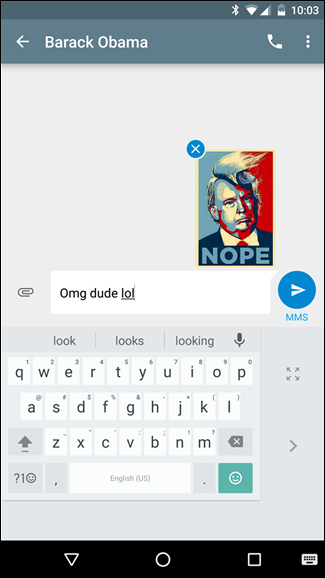 10:03
Barack Obama
NOPE
Omg dude lol
MMS
look looks looking
1 2 3 4 5 6 7 8 9 0
q w e r t y u i o p
@ # $ % & - + ( )
a s d f g h j k l
z x c v b n m
?1☺ , English (US) .